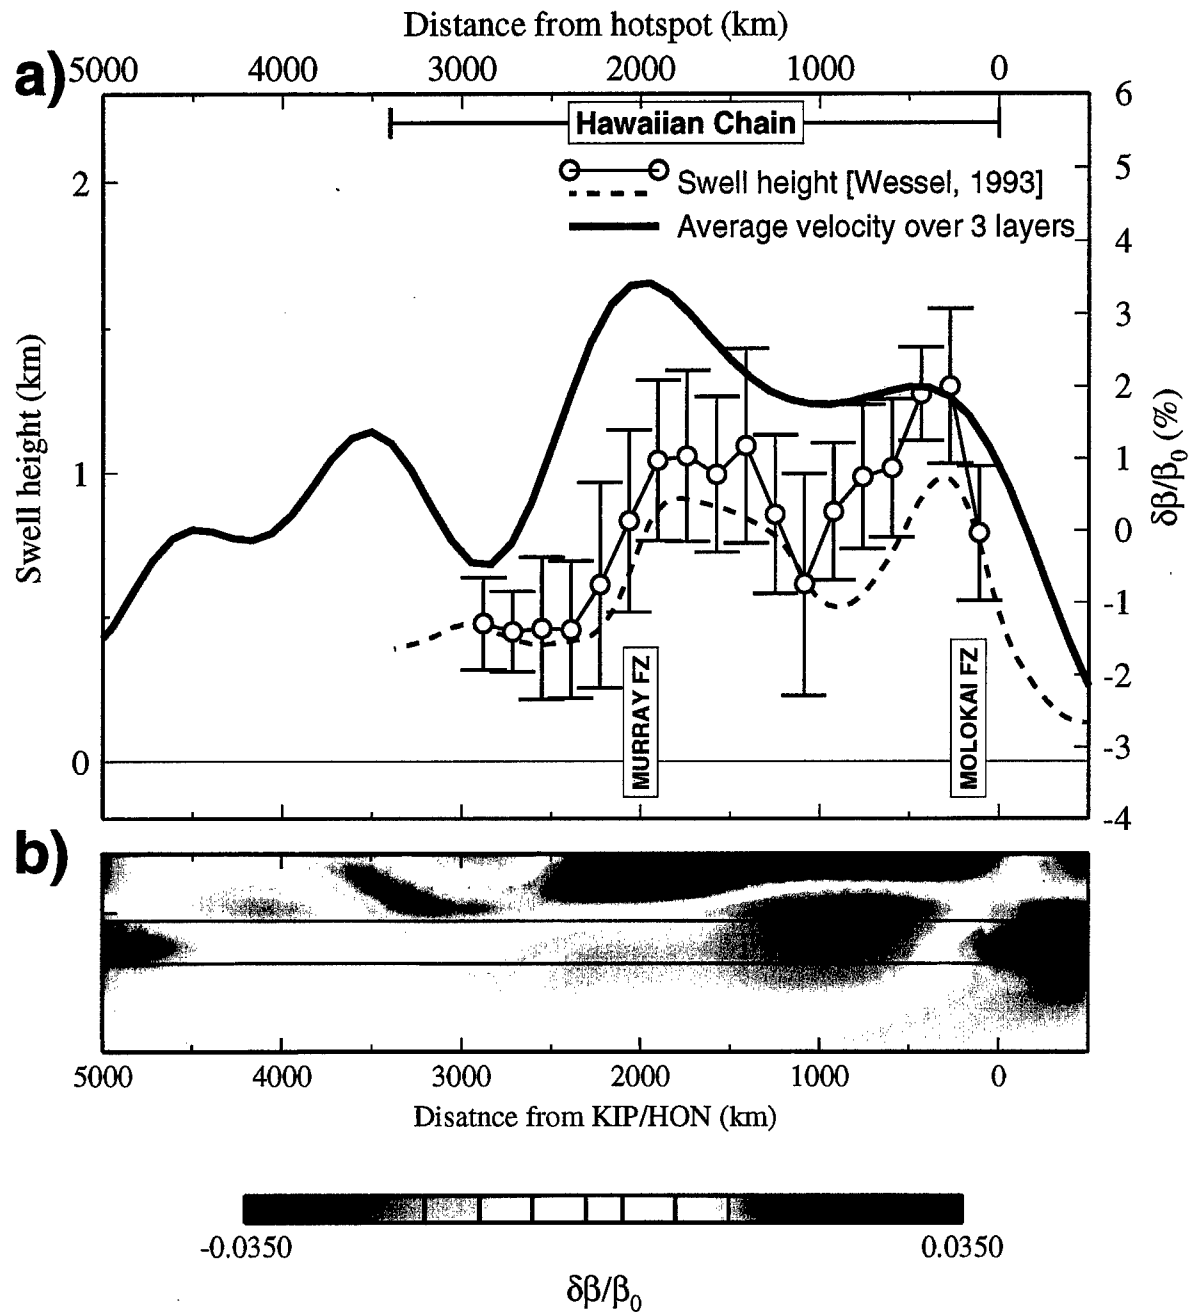 Distance from hotspot (km)
a) 5000 4000 3000 2000 1000 0
6
Hawaiian Chain
5
2
Swell height [Wessel, 1993]
Average velocity over 3 layers
4
3
2
1
1
0
-1
-2
-3
-4
0
Swell height (km)
δβ/β0 (%)
MURRAY FZ
MOLOKAI FZ
b)
5000 4000 3000 2000 1000 0
Disatnce from KIP/HON (km)
-0.0350 0.0350
δβ/β0